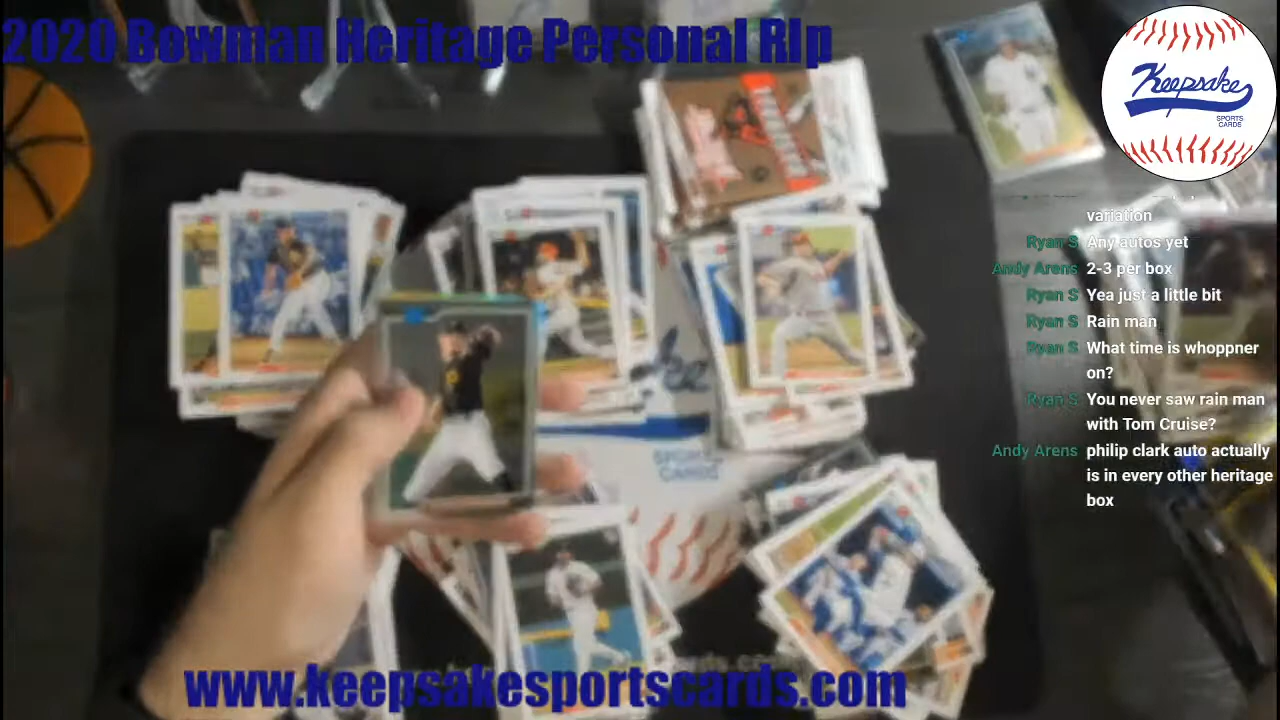 2020 Bowman Heritage Personal Rip
Keepsake
SPORTS
CARDS
variation
Ryan S Any autos yet
Andy Arens 2-3 per box
Ryan S Yea just a little bit
Ryan S Rain man
Ryan S What time is whoppner
on?
Ryan S You never saw rain man
with Tom Cruise?
Andy Arens philip clark auto actually
is in every other heritage
box
SPORTS
CARDS
www.keepsakesportscards.com